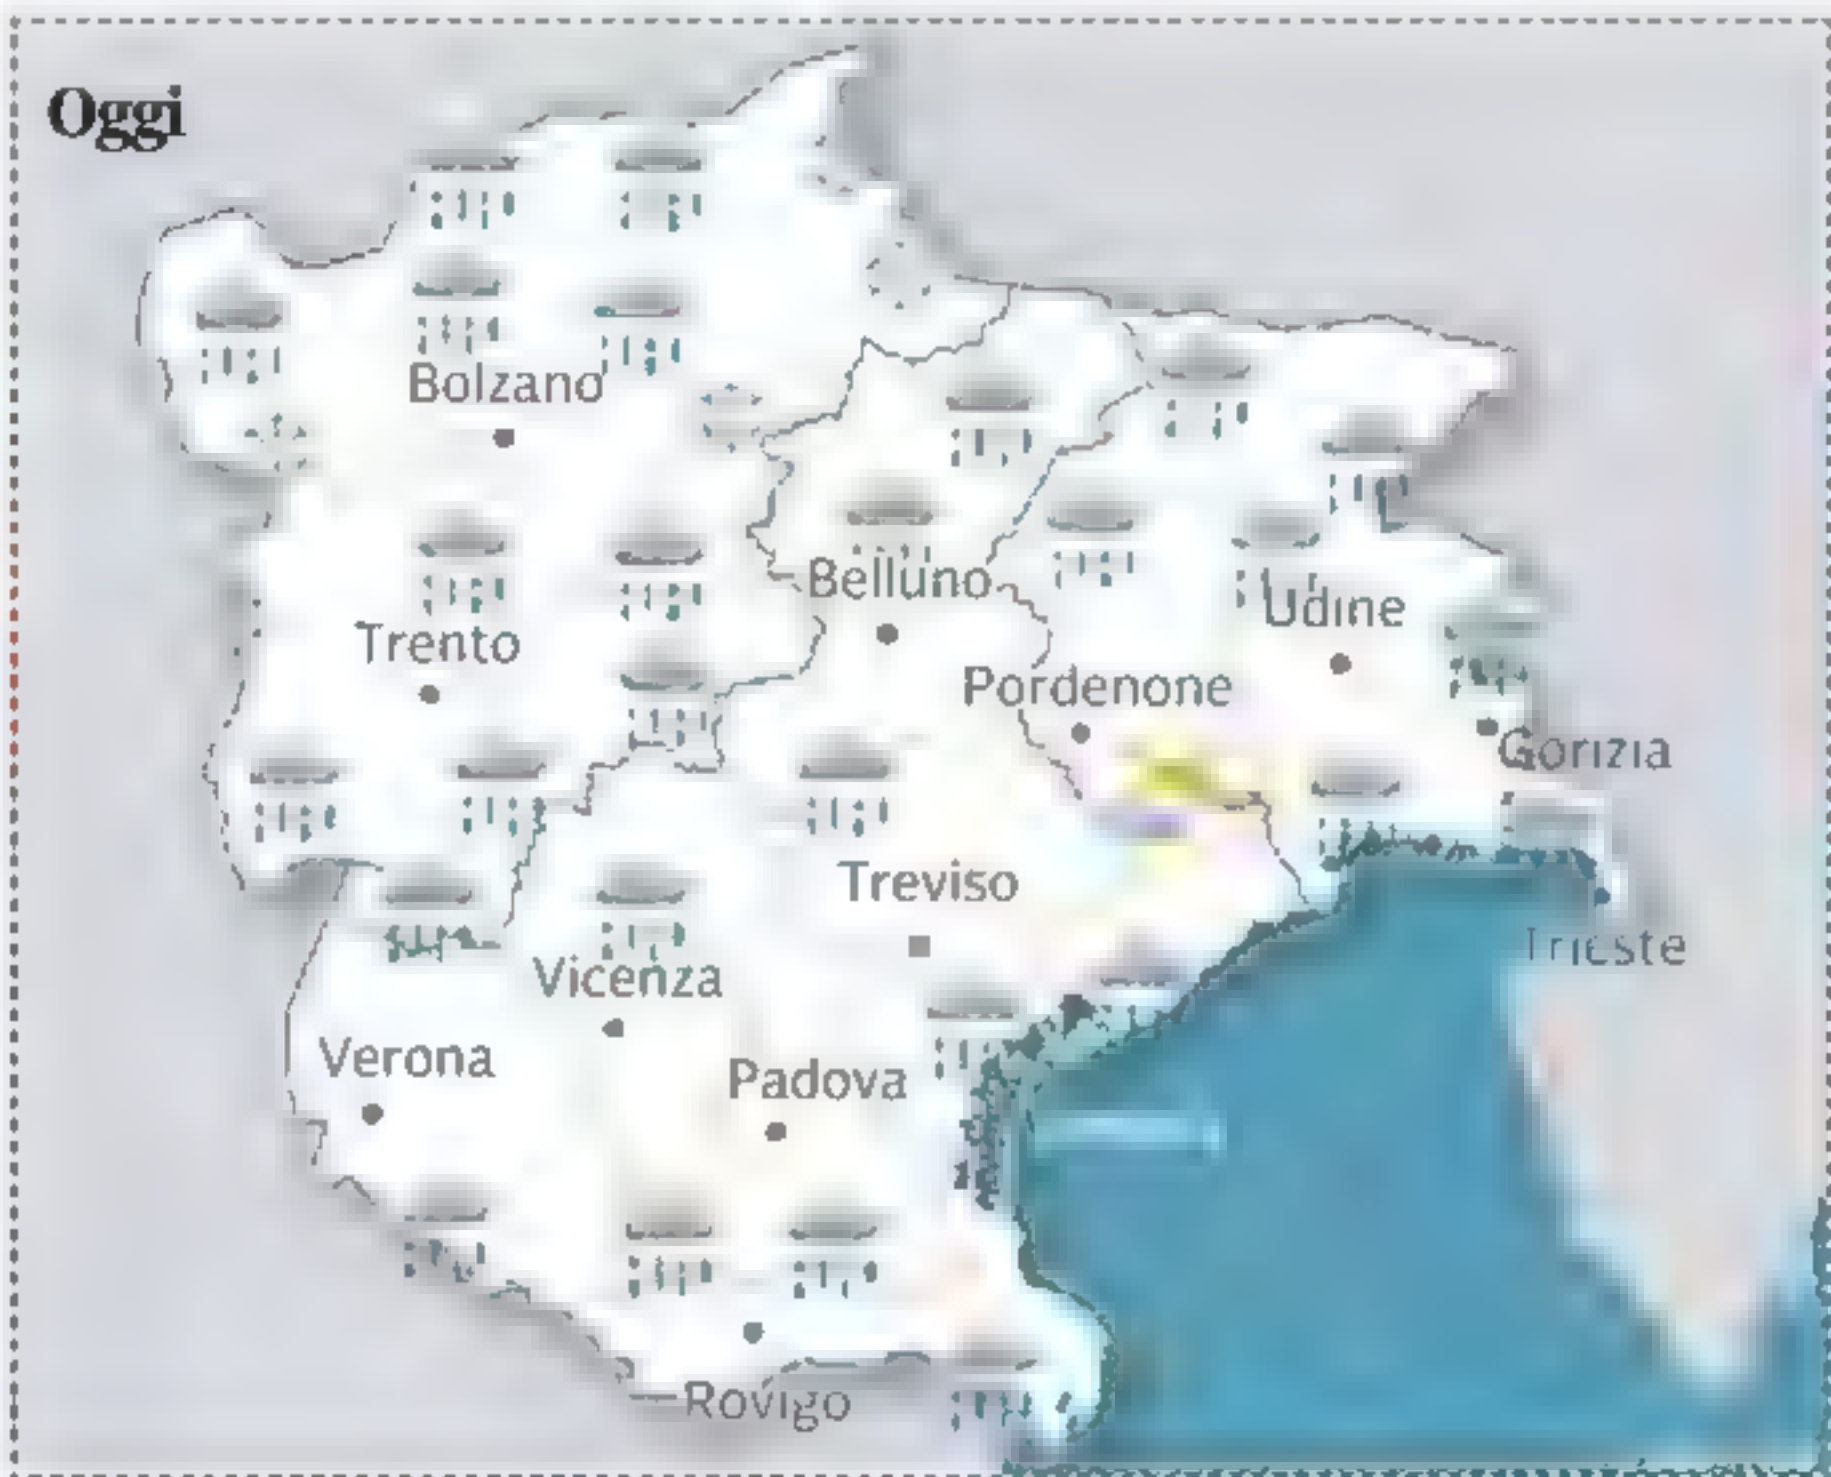 Oggi
Bolzano
Belluno
Udine
Trento
Pordenone
Gorizia
Treviso
Trieste
Vicenza
Verona
Padova
Rovigo